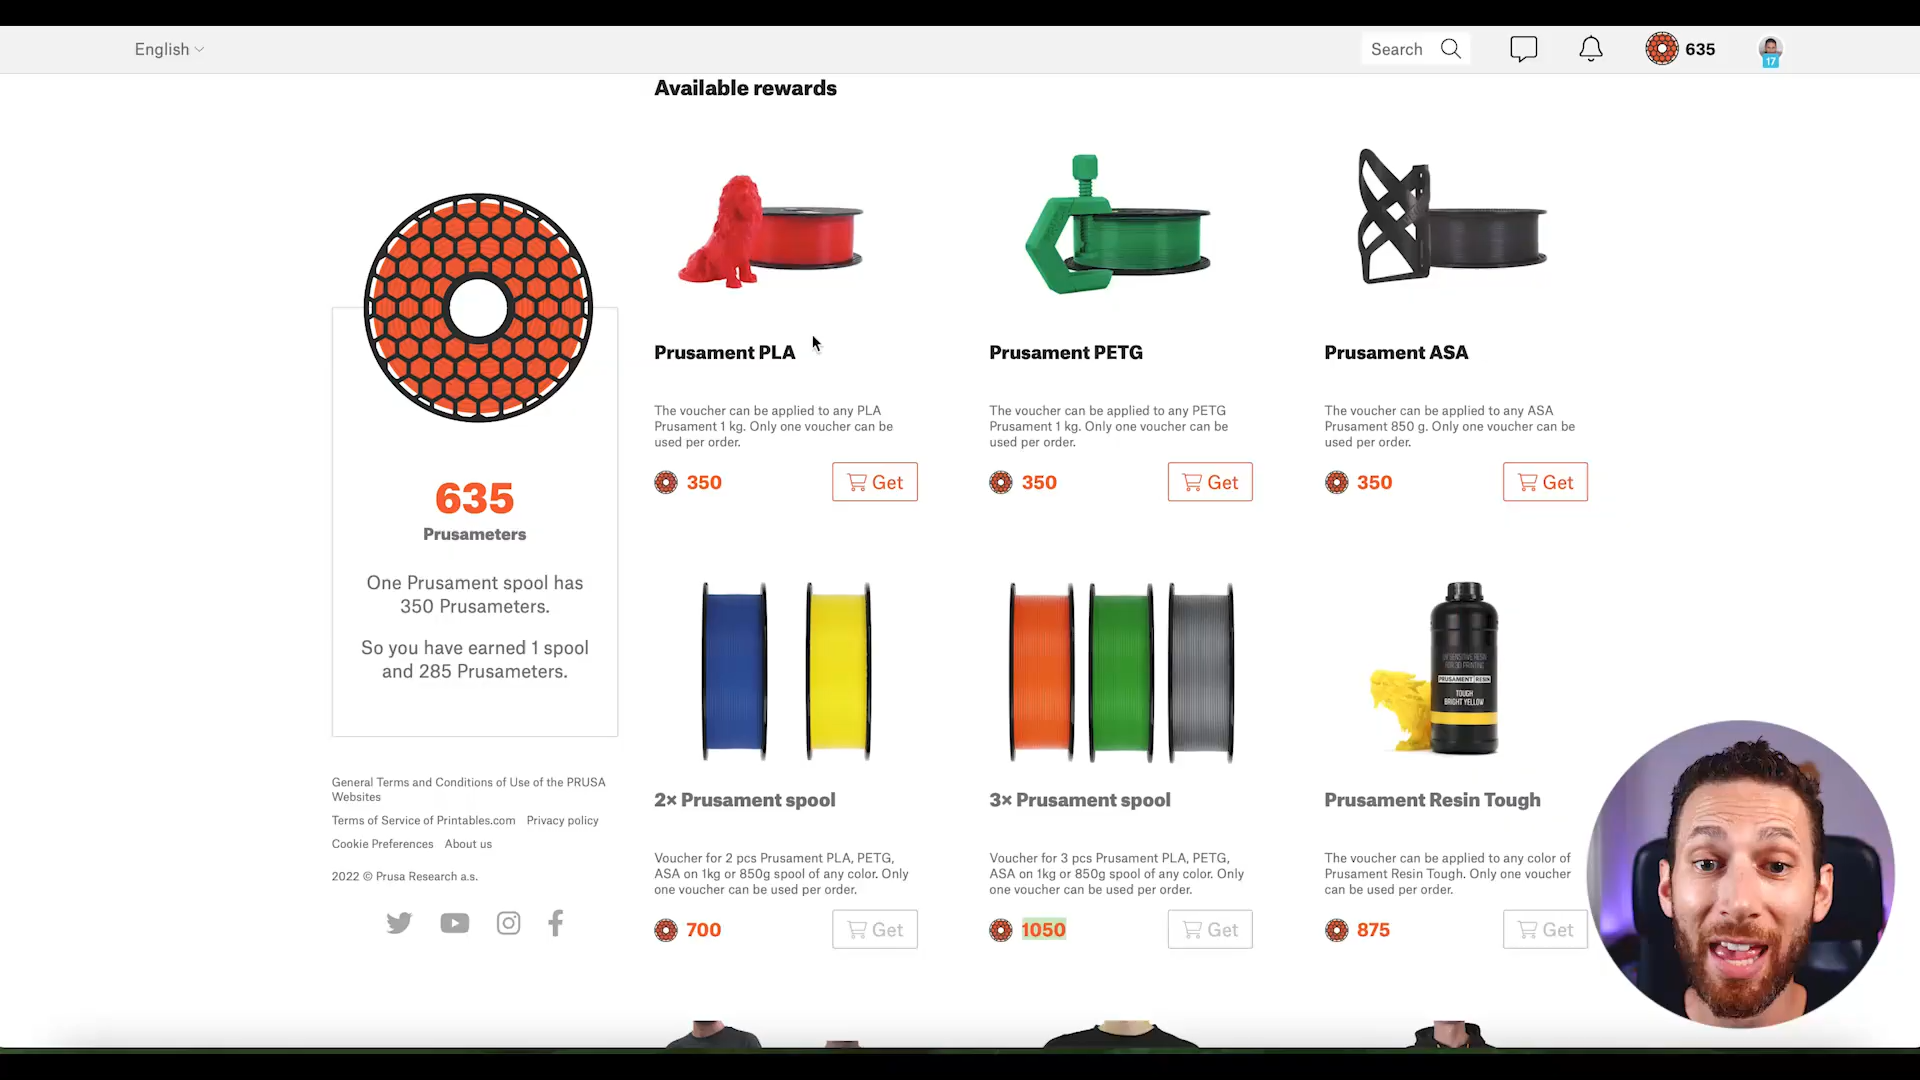 English
Search
635
17
Available rewards
635
Prusameters
One Prusament spool has
350 Prusameters.
So you have earned 1 spool
and 285 Prusameters.
General Terms and Conditions of Use of the PRUSA
Websites
Terms of Service of Printables.com Privacy policy
Cookie Preferences About us
2022 © Prusa Research a.s.
Prusament PLA
The voucher can be applied to any PLA
Prusament 1 kg. Only one voucher can be
used per order.
350
Get
Prusament PETG
The voucher can be applied to any PETG
Prusament 1 kg. Only one voucher can be
used per order.
350
Get
Prusament ASA
The voucher can be applied to any ASA
Prusament 850 g. Only one voucher can be
used per order.
350
Get
2× Prusament spool
Voucher for 2 pcs Prusament PLA, PETG,
ASA on 1kg or 850g spool of any color. Only
one voucher can be used per order.
700
Get
3× Prusament spool
Voucher for 3 pcs Prusament PLA, PETG,
ASA on 1kg or 850g spool of any color. Only
one voucher can be used per order.
1050
Get
PRUSAMENT RESIN
TOUGH
BRIGHT YELLOW
Prusament Resin Tough
The voucher can be applied to any color of
Prusament Resin Tough. Only one voucher
can be used per order.
875
Get